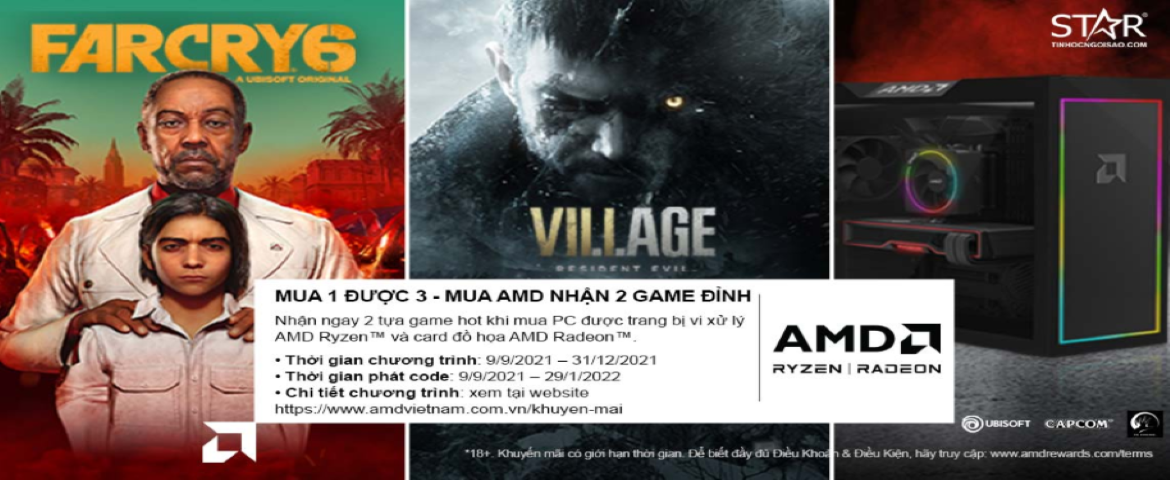 FARCRY6
A UBISOFT ORIGINAL
VILLAGE
RESIDENT EVIL
STAR
TINHOCNGOISAO.COM
AMD
MUA 1 ĐƯỢC 3 - MUA AMD NHẬN 2 GAME ĐỈNH
Nhận ngay 2 tựa game hot khi mua PC được trang bị vi xử lý
AMD Ryzen™ và card đồ họa AMD Radeon™.
• Thời gian chương trình: 9/9/2021 – 31/12/2021
• Thời gian phát code: 9/9/2021 – 29/1/2022
• Chi tiết chương trình: xem tại website
https://www.amdvietnam.com.vn/khuyen-mai
AMD
RYZEN | RADEON
UBISOFT CAPCOM
*18+. Khuyến mãi có giới hạn thời gian. Để biết đầy đủ Điều Khoản & Điều Kiện, hãy truy cập: www.amdrewards.com/terms